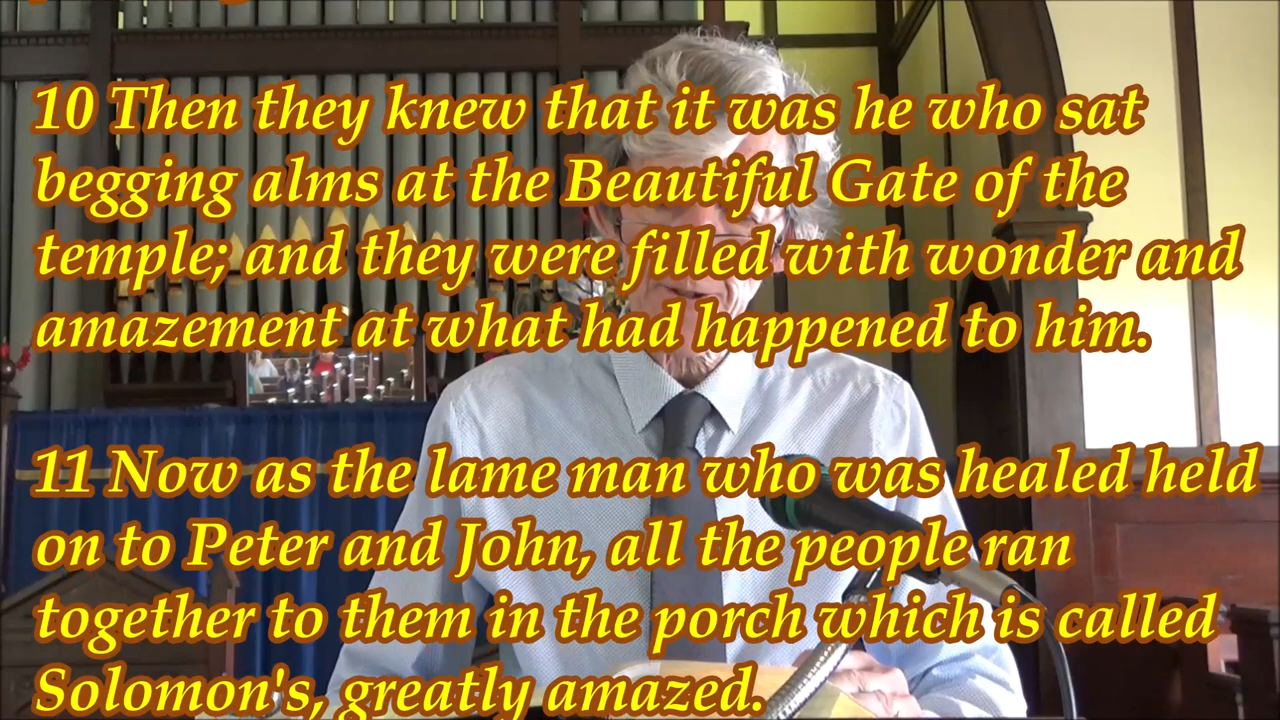 10 Then they knew that it was he who sat
begging alms at the Beautiful Gate of the
temple; and they were filled with wonder and
amazement at what had happened to him.
11 Now as the lame man who was healed held
on to Peter and John, all the people ran
together to them in the porch which is called
Solomon's, greatly amazed.